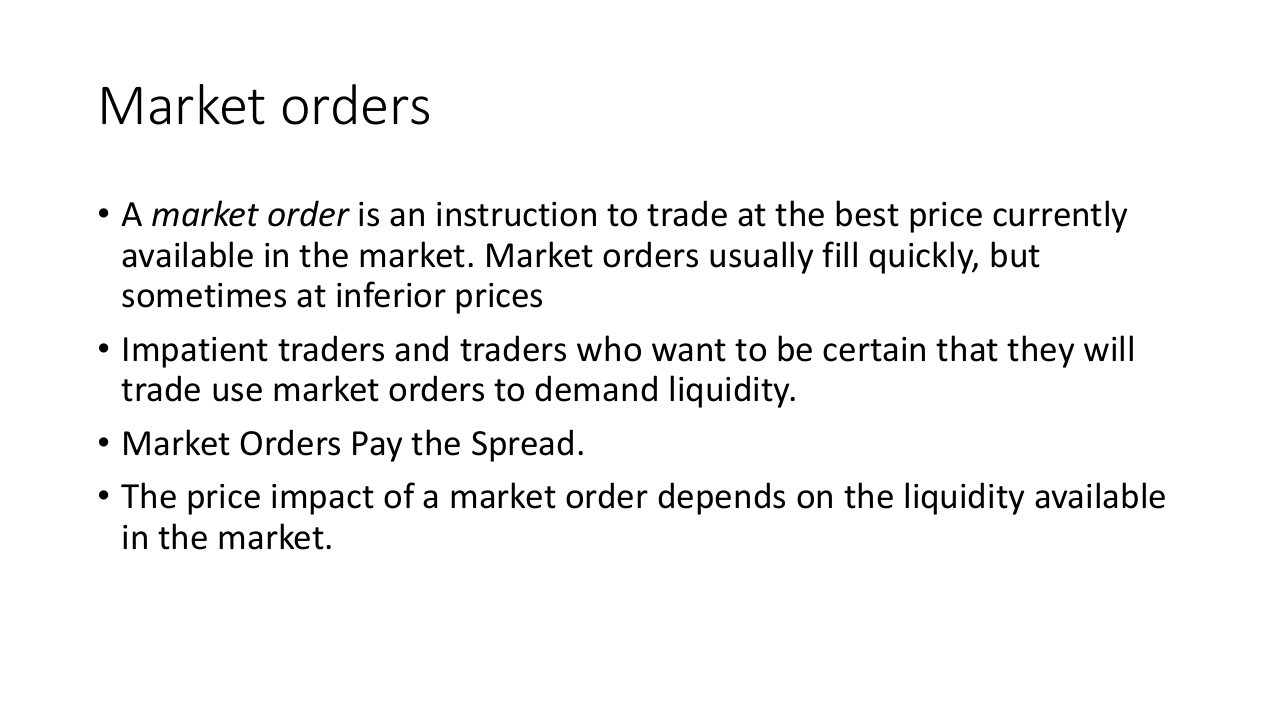 Market orders
• A market order is an instruction to trade at the best price currently
available in the market. Market orders usually fill quickly, but
sometimes at inferior prices
• Impatient traders and traders who want to be certain that they will
trade use market orders to demand liquidity.
• Market Orders Pay the Spread.
• The price impact of a market order depends on the liquidity available
in the market.